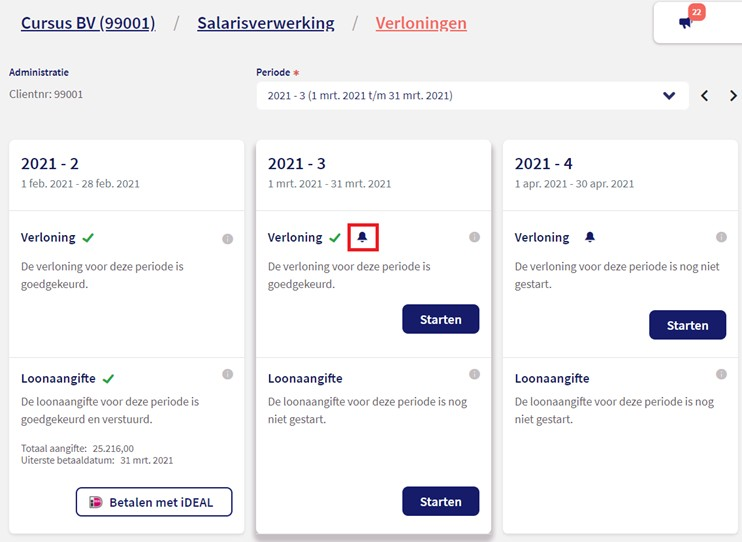 Cursus BV (99001) / Salarisverwerking / Verloningen
22
Administratie
Clientnr: 99001
Periode *
2021 - 3 (1 mrt. 2021 t/m 31 mrt. 2021)
2021 - 2
1 feb. 2021 - 28 feb. 2021
Verloning
De verloning voor deze periode is
goedgekeurd.
Loonaangifte
De loonaangifte voor deze periode is
goedgekeurd en verstuurd.
Totaal aangifte: 25.216,00
Uiterste betaaldatum: 31 mrt. 2021
Betalen met iDEAL
2021 - 3
1 mrt. 2021 - 31 mrt. 2021
Verloning
De verloning voor deze periode is
goedgekeurd.
Starten
Loonaangifte
De loonaangifte voor deze periode is nog
niet gestart.
Starten
2021 - 4
1 apr. 2021 - 30 apr. 2021
Verloning
De verloning voor deze periode is nog niet
gestart.
Starten
Loonaangifte
De loonaangifte voor deze periode is nog
niet gestart.